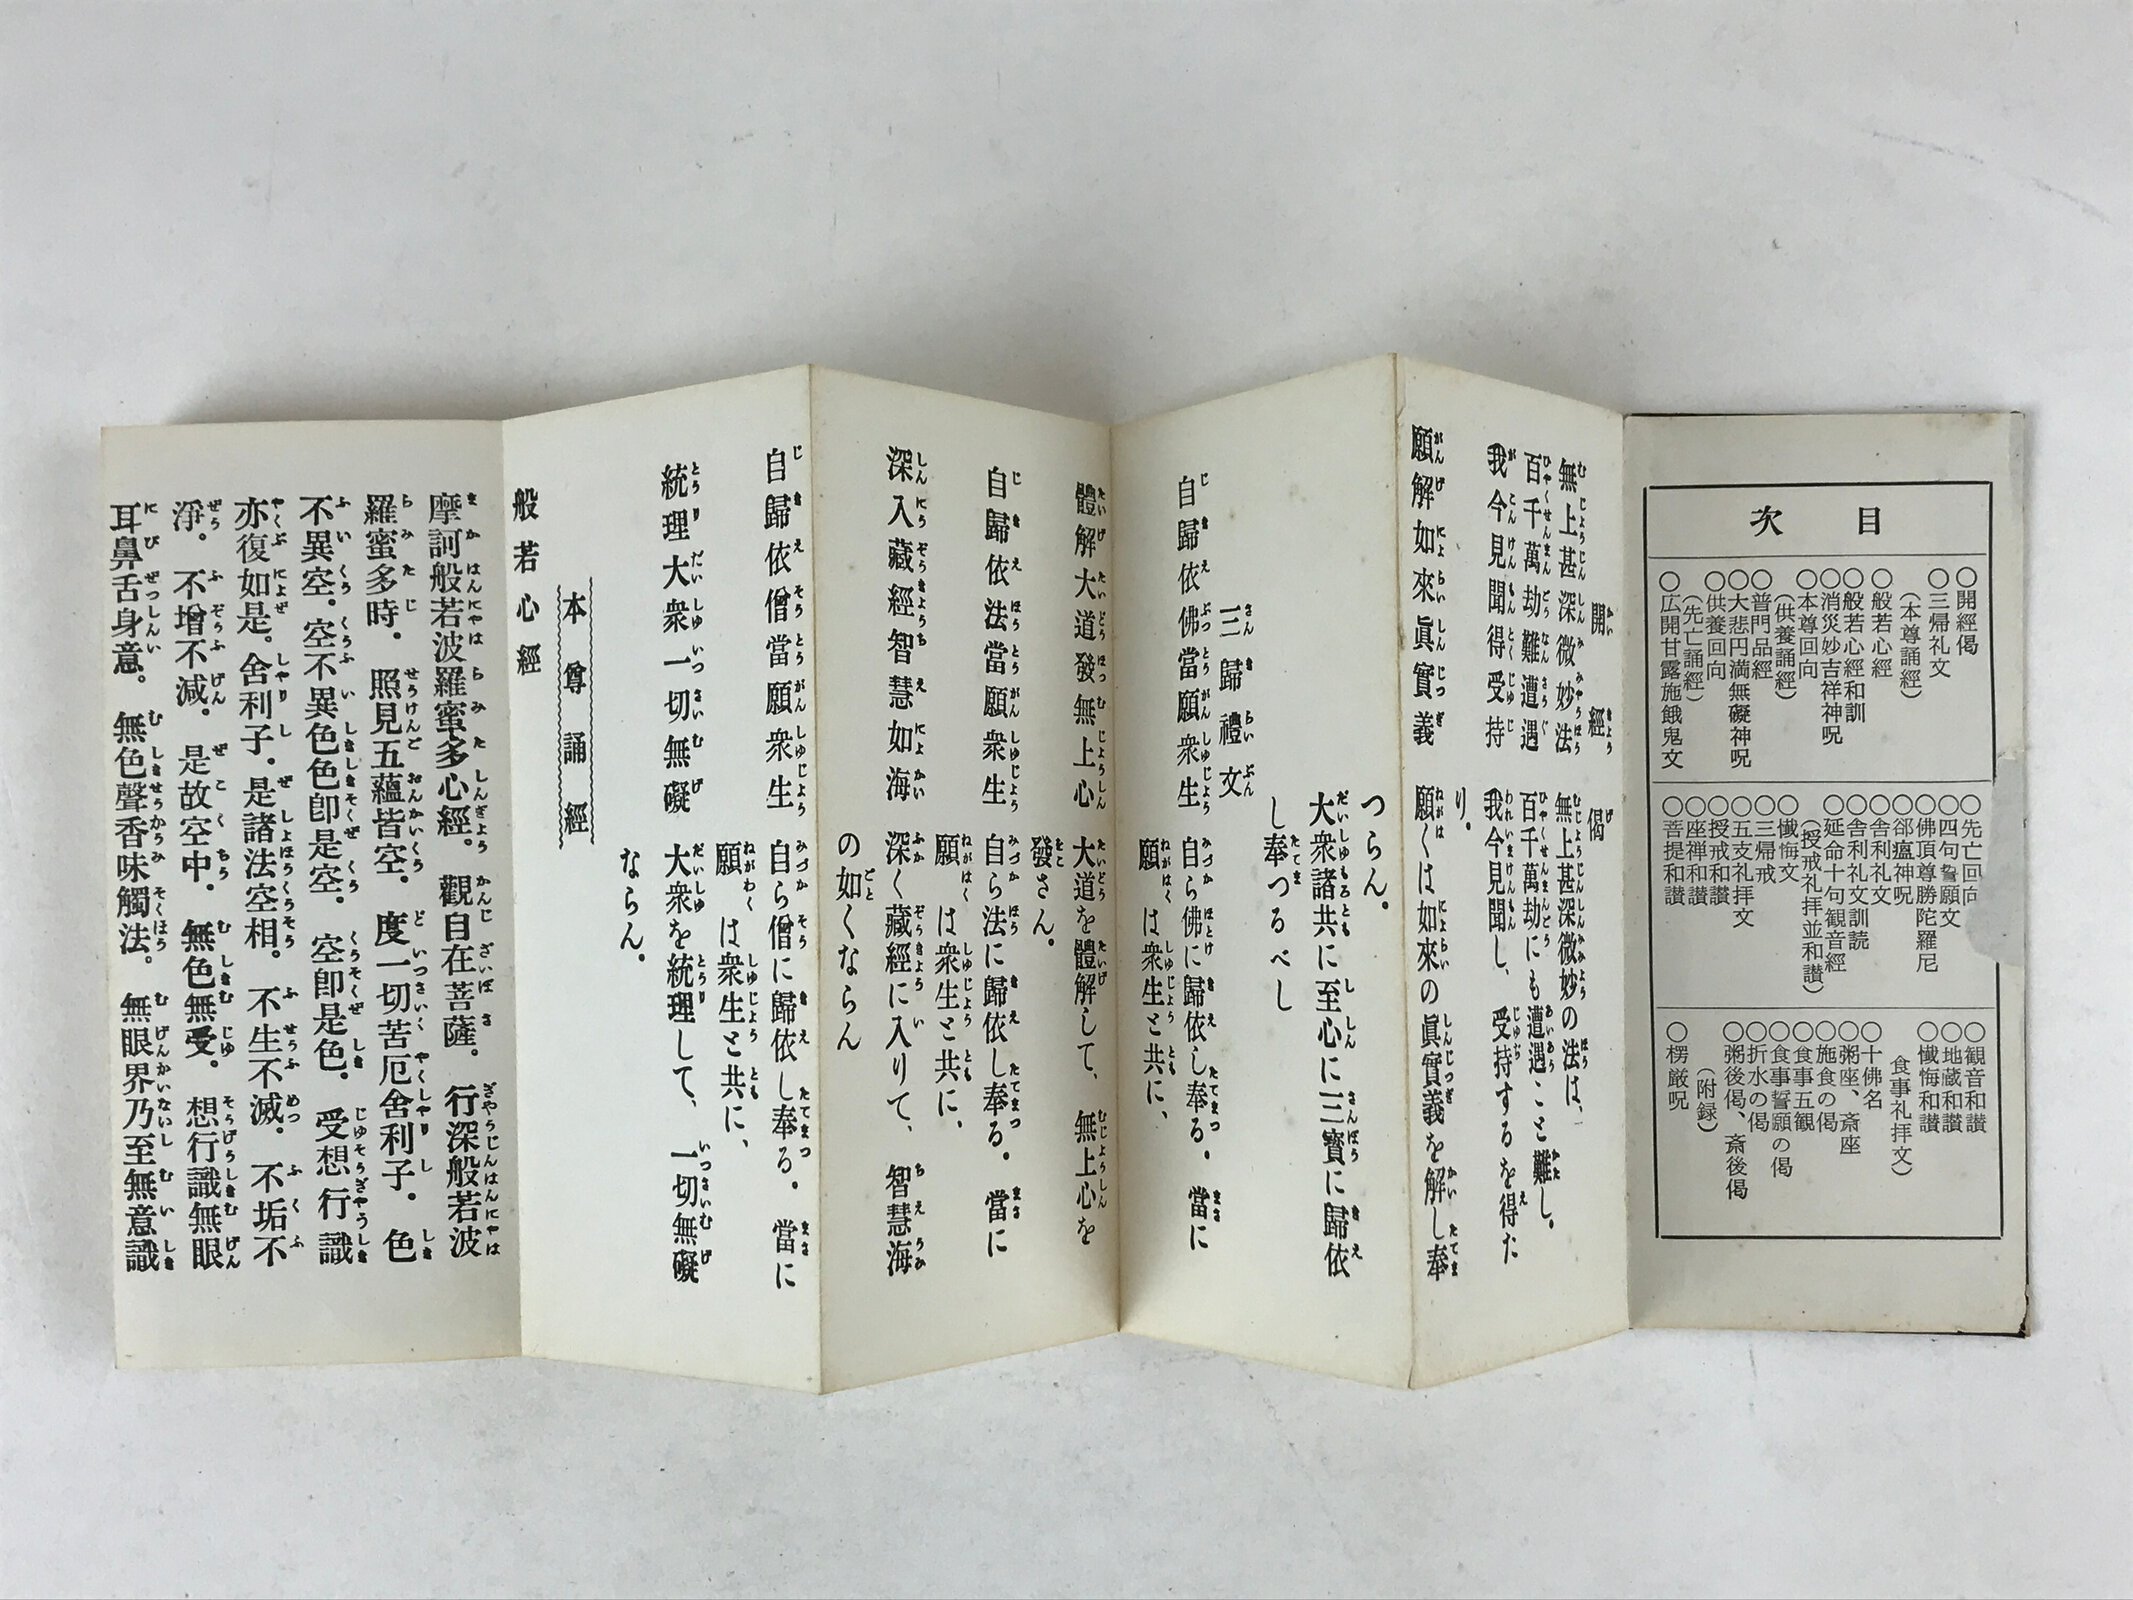 目次
○開経偈
○三帰礼文
(本尊誦經)
○般若心經
○般若心經和訓
○消災妙吉祥神呪
○本尊回向
(供養誦經)
○普門品經
○大悲円満無礙神呪
○供養回向
(先亡誦經)
○広開甘露施餓鬼文
○先亡回向
○四句誓願文
○佛頂尊勝陀羅尼
○卻瘟神呪
○舎利礼文
○舎利礼文訓読
○延命十句観音經
(授戒礼拝並和讃)
○懺悔文
○三帰戒
○五支礼拝文
○授戒和讃
○座禅和讃
○菩提和讃
○観音和讃
○地蔵和讃
○懺悔和讃
食事礼拝文)
○十佛名
○粥座、斎座
○施食の偈
○食事五観
○食事誓願の偈
○折水の偈
○粥後偈、斎後偈
(附録)
○楞厳呪
開經偈
無上甚深微妙法 無上甚深微妙の法は、
百千萬劫難遭遇 百千萬劫にも遭遇こと難し。
我今見聞得受持 我今見聞し、受持するを得た
り。
願解如來眞實義 願くは如來の眞實義を解し奉
つらん。
大衆諸共に至心に三寳に歸依
し奉つるべし
三歸禮文
自歸依佛當願衆生 自ら佛に歸依し奉る。當に
願は衆生と共に、
體解大道發無上心 大道を體解して、無上心を
發さん。
自歸依法當願衆生 自ら法に歸依し奉る。當に
願は衆生と共に、
深入藏經智慧如海 深く藏經に入りて、智慧海
の如くならん
自歸依僧當願衆生 自ら僧に歸依し奉る。當に
願は衆生と共に、
統理大衆一切無礙 大衆を統理して、一切無礙
ならん。
本尊誦經
般若心經
摩訶般若波羅蜜多心經。觀自在菩薩。行深般若波
羅蜜多時。照見五蘊皆空。度一切苦厄舍利子。色
不異空。空不異色色卽是空。空卽是色。受想行識
亦復如是。舍利子。是諸法空相。不生不滅。不垢不
淨。不增不減。是故空中。無色無受。想行識無眼
耳鼻舌身意。無色聲香味觸法。無眼界乃至無意識